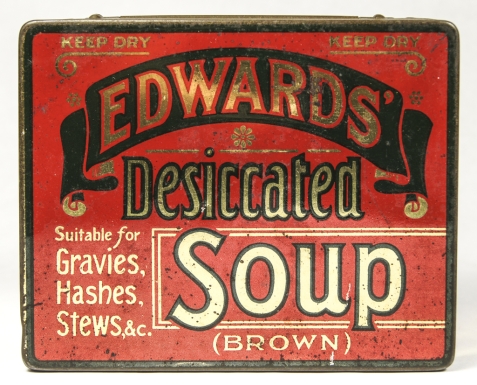 KEEP DRY KEEP DRY
EDWARDS'
Desiccated
Suitable for
Gravies,
Hashes,
Stews,&c.
Soup
(BROWN)